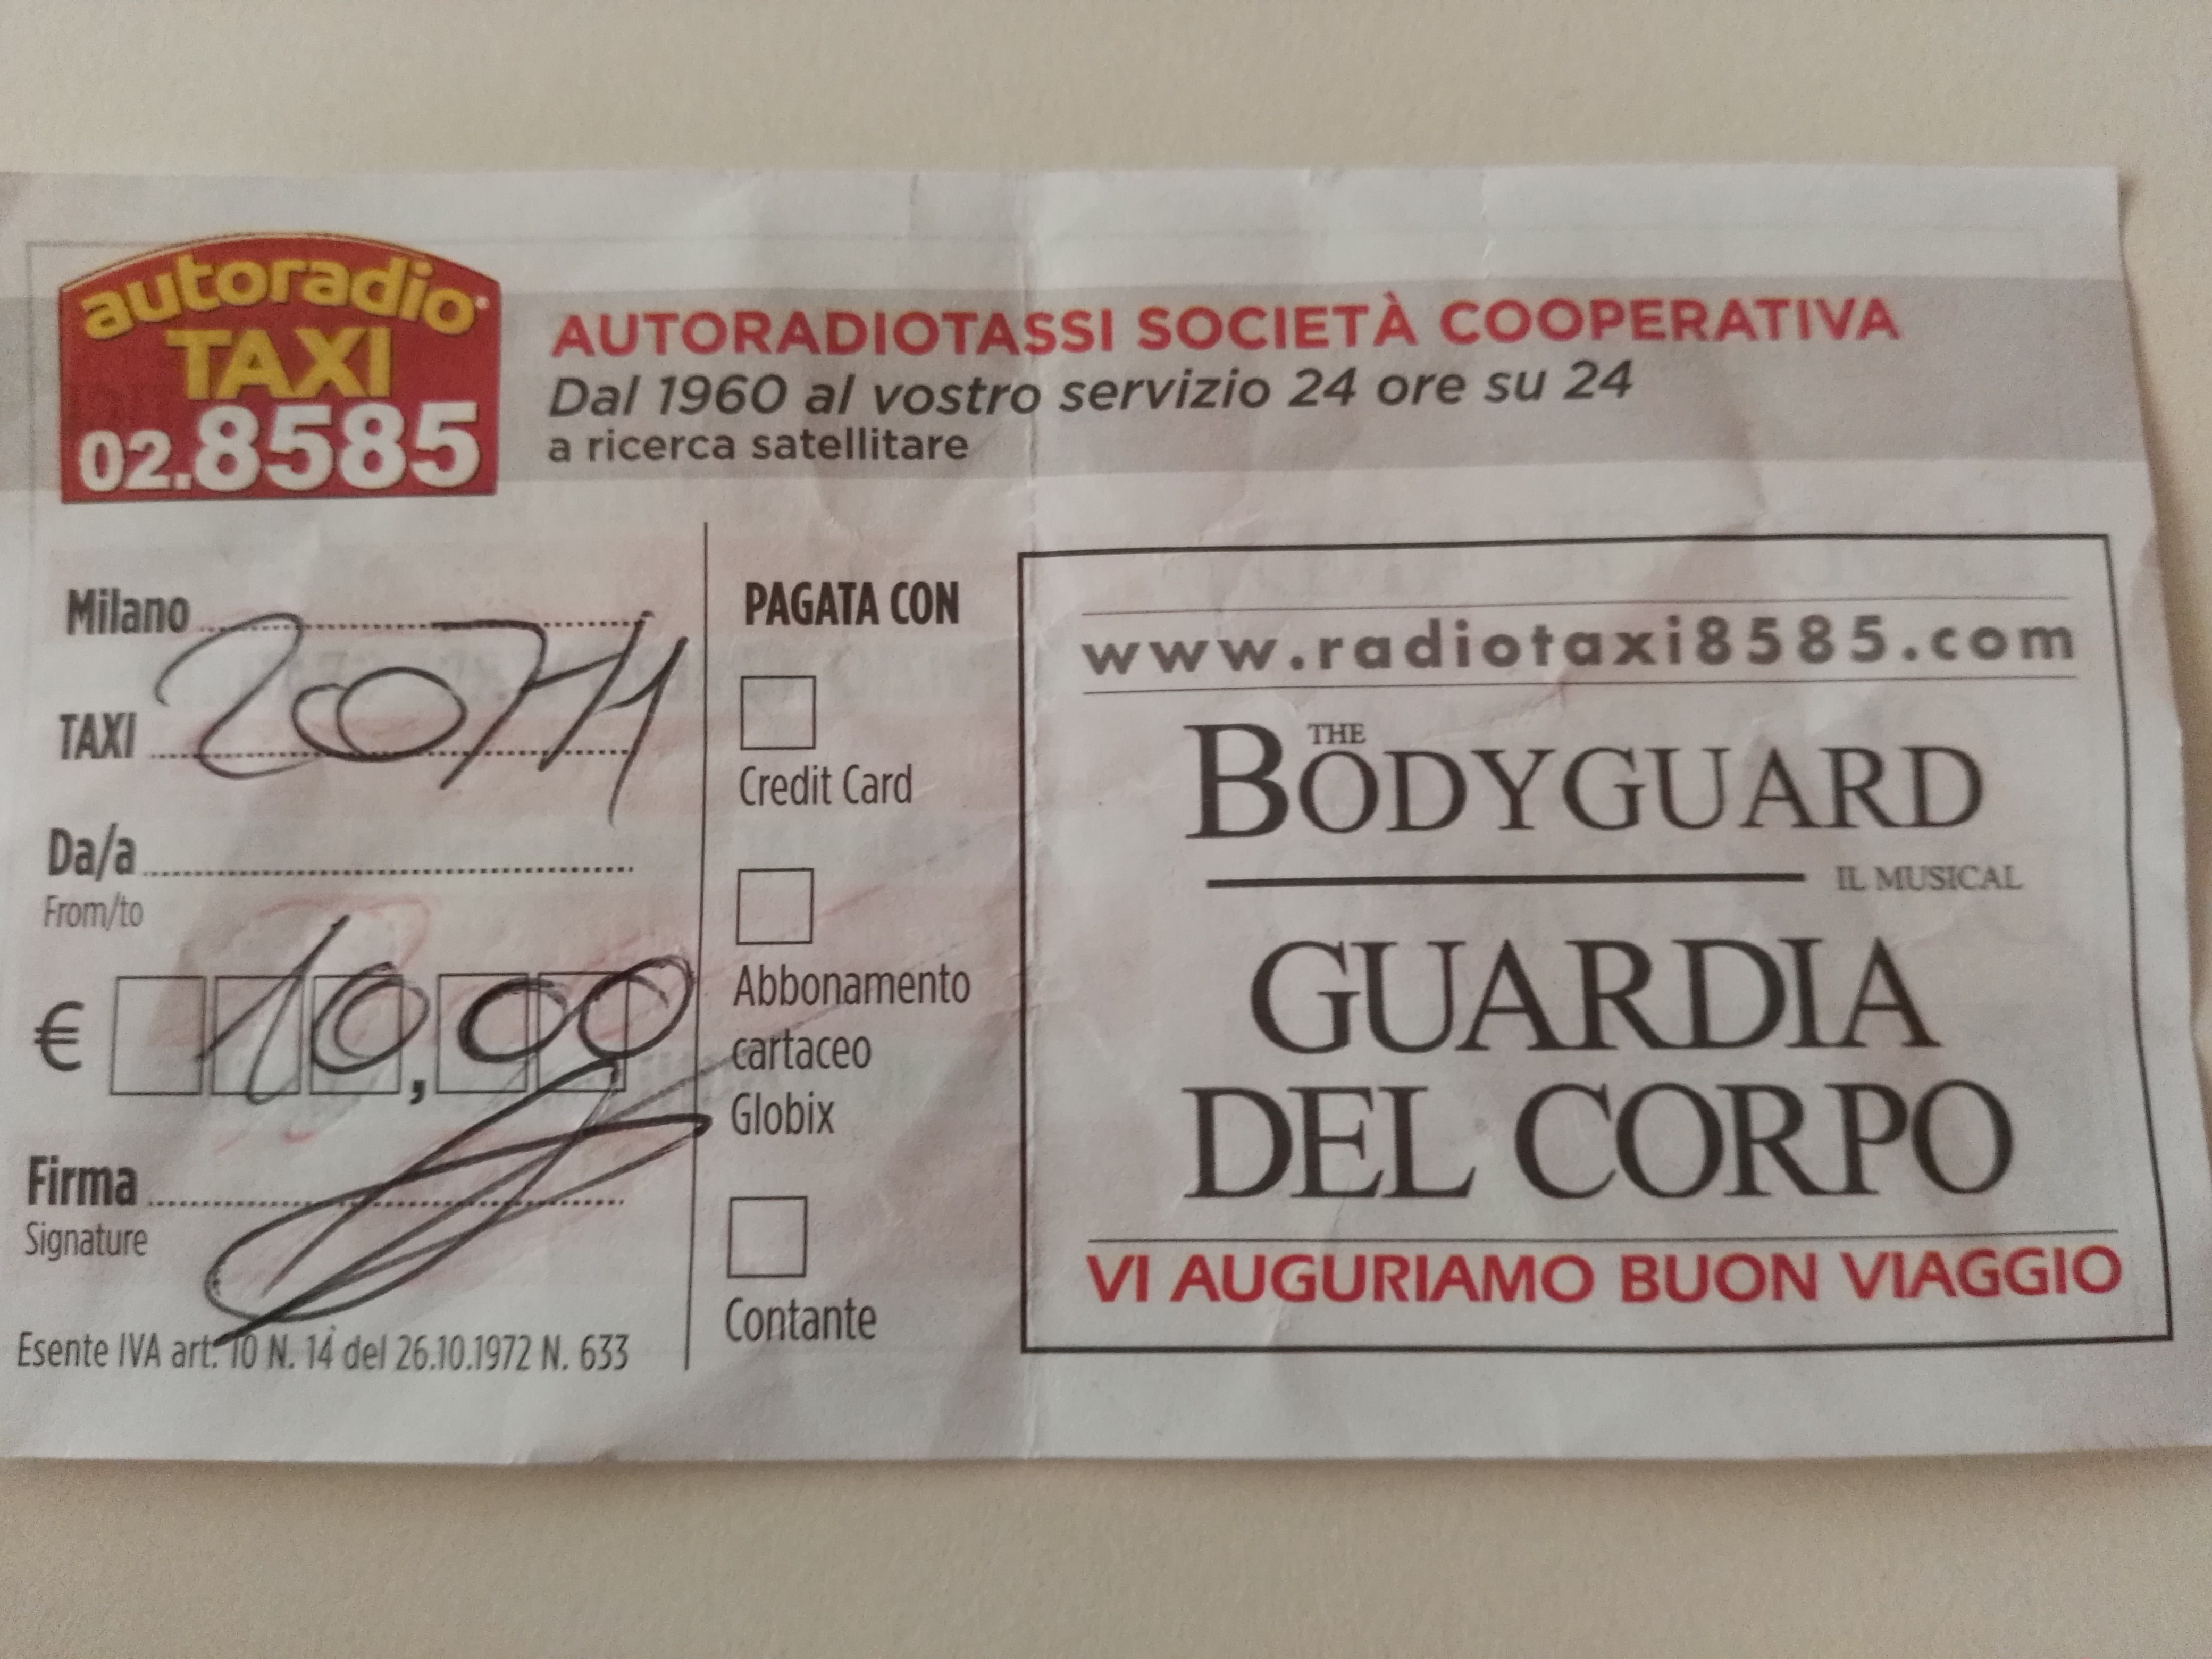 autoradio
TAXI
02.8585
AUTORADIOTASSI SOCIETÀ COOPERATIVA
Dal 1960 al vostro servizio 24 ore su 24
a ricerca satellitare
Milano
TAXI
Da/a
From/to
€ 10,00
Firma
Signature
Esente IVA art. 10 N. 14 del 26.10.1972 N. 633
PAGATA CON
Credit Card
Abbonamento
cartaceo
Globix
Contante
www.radiotaxi8585.com
THE
BODYGUARD
IL MUSICAL
GUARDIA
DEL CORPO
VI AUGURIAMO BUON VIAGGIO